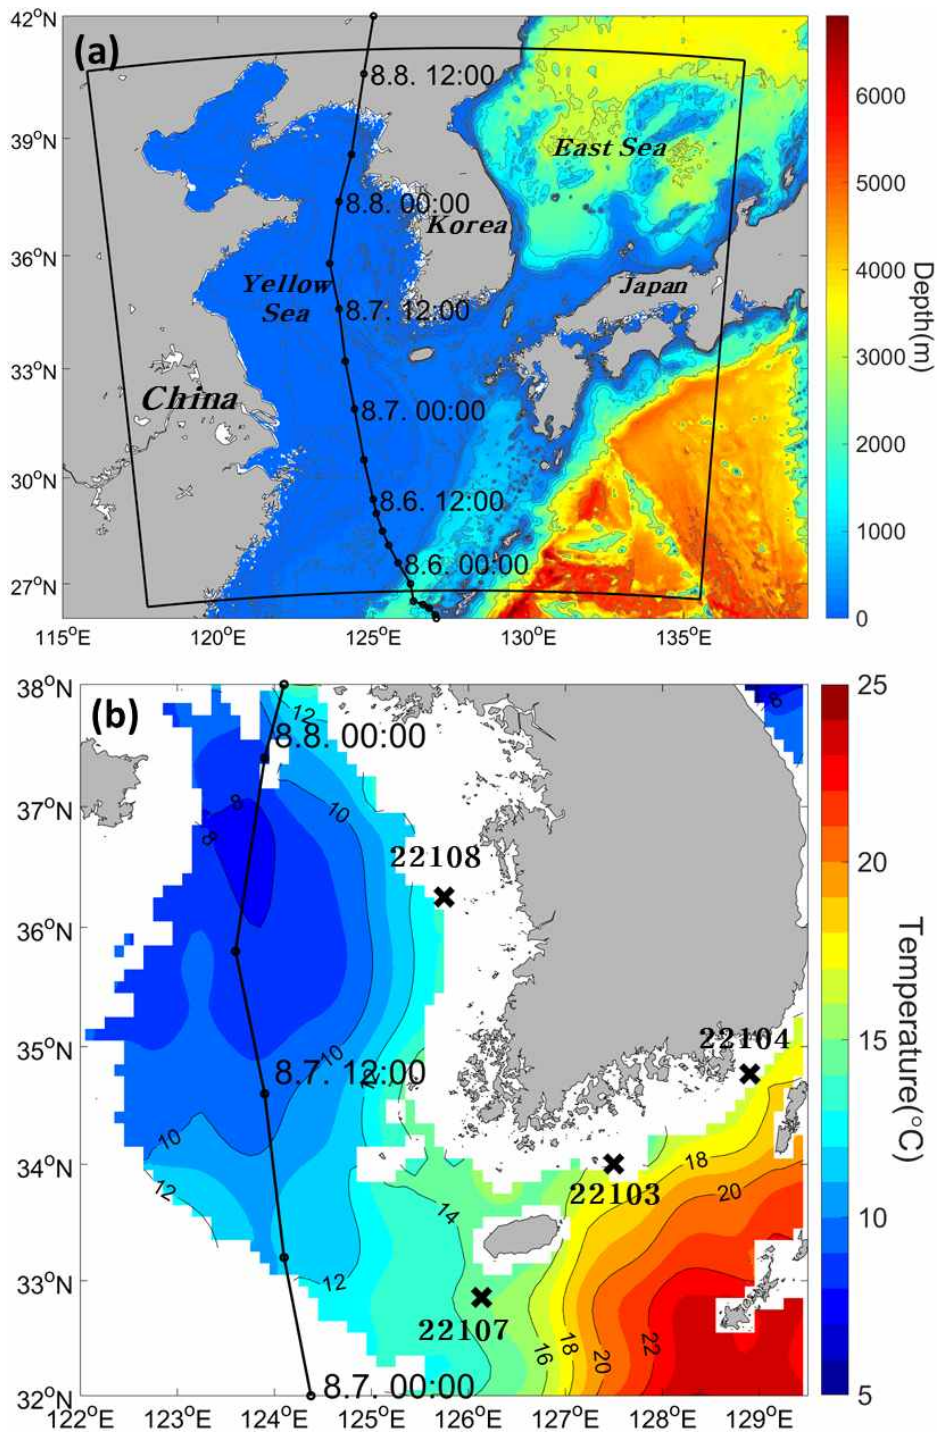 (a)
42°N
39°N
36°N
33°N
30°N
27°N
115°E
120°E
125°E
130°E
135°E
8.8. 12:00
8.8. 00:00
8.7. 12:00
8.7. 00:00
8.6. 12:00
8.6. 00:00
East Sea
Korea
Yellow
Sea
Japan
China
6000
5000
4000
3000
2000
1000
0
Depth(m)
(b)
38°N
37°N
36°N
35°N
34°N
33°N
32°N
122°E
123°E
124°E
125°E
126°E
127°E
128°E
129°E
8.8. 00:00
8.7. 12:00
8.7. 00:00
22108
22104
22103
22107
12
8
8
10
8
10
12
10
12
12
14
16
18
20
22
18
20
25
20
15
10
5
Temperature(°C)